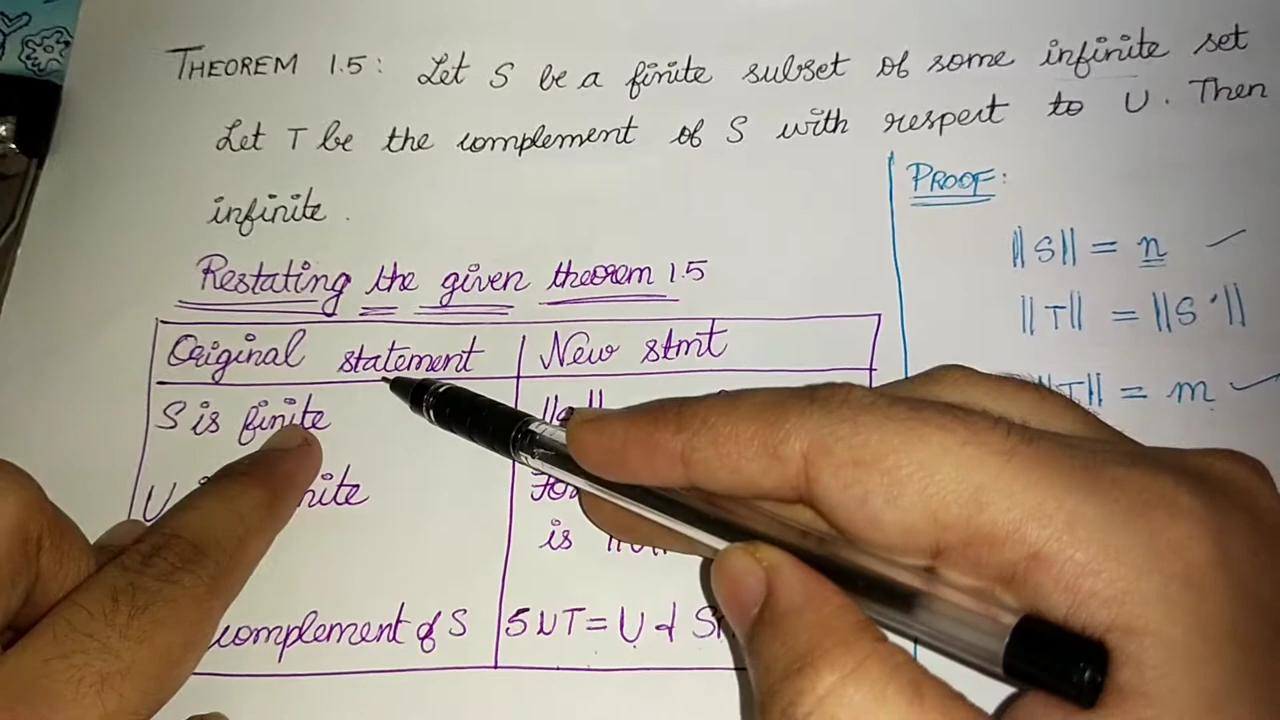 THEOREM 1.5: Let S be a finite subset of some infinite set
Let T be the complement of S with respect to U. Then
infinite.
PROOF:
||S|| = n
||T|| = ||S'||
||T|| = m
Restating the given theorem 1.5
Original statement New stmt
S is finite
U
is
complement of S SUT = U &